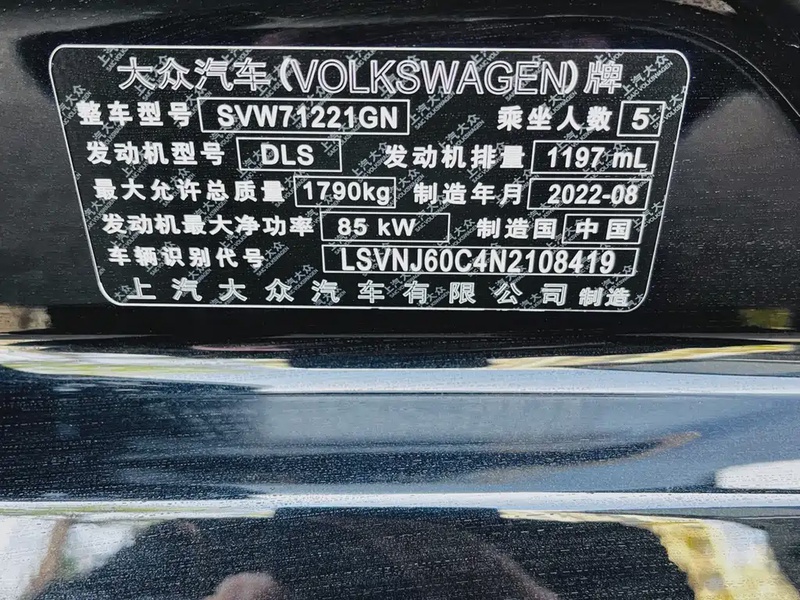 大众汽车(VOLKSWAGEN)牌
整车型号 SVW71221GN 乘坐人数 5
发动机型号 DLS 发动机排量 1197 mL
最大允许总质量 1790kg 制造年月 2022-08
发动机最大净功率 85 kW 制造国 中国
车辆识别代号 LSVNJ60C4N2108419
上汽大众汽车有限公司 制造